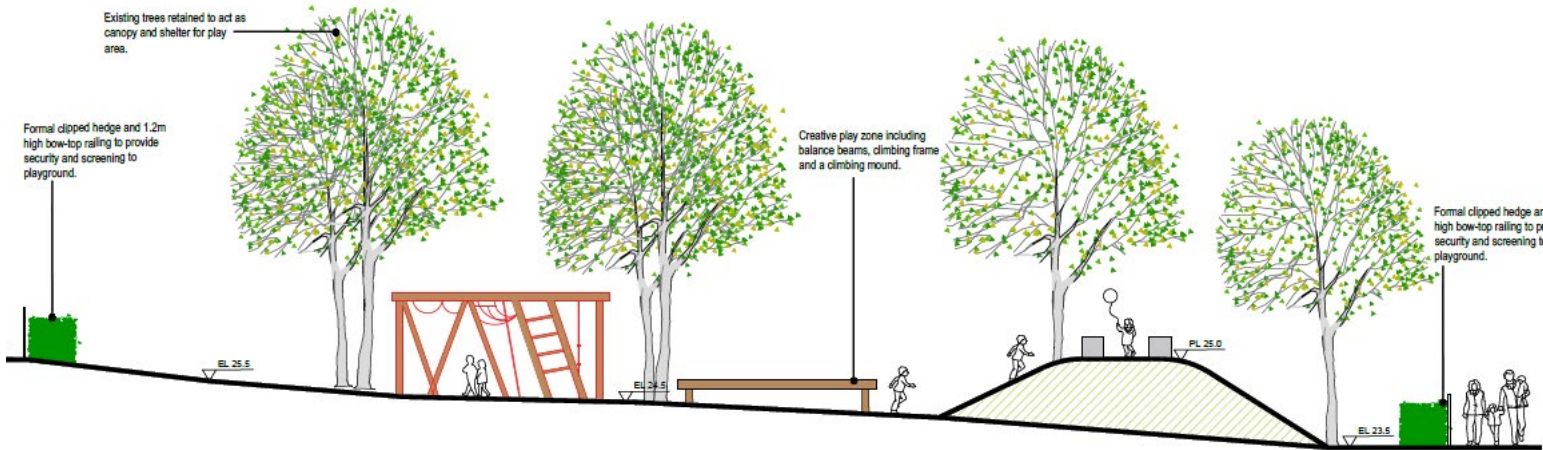 Existing trees retained to act as
canopy and shelter for play
area.
Formal clipped hedge and 1.2m
high bow-top railing to provide
security and screening to
playground.
Creative play zone including
balance beams, climbing frame
and a climbing mound.
Formal clipped hedge an
high bow-top railing to pr
security and screening to
playground.
EL 25.5
EL 24.5
PL 25.0
EL 23.5